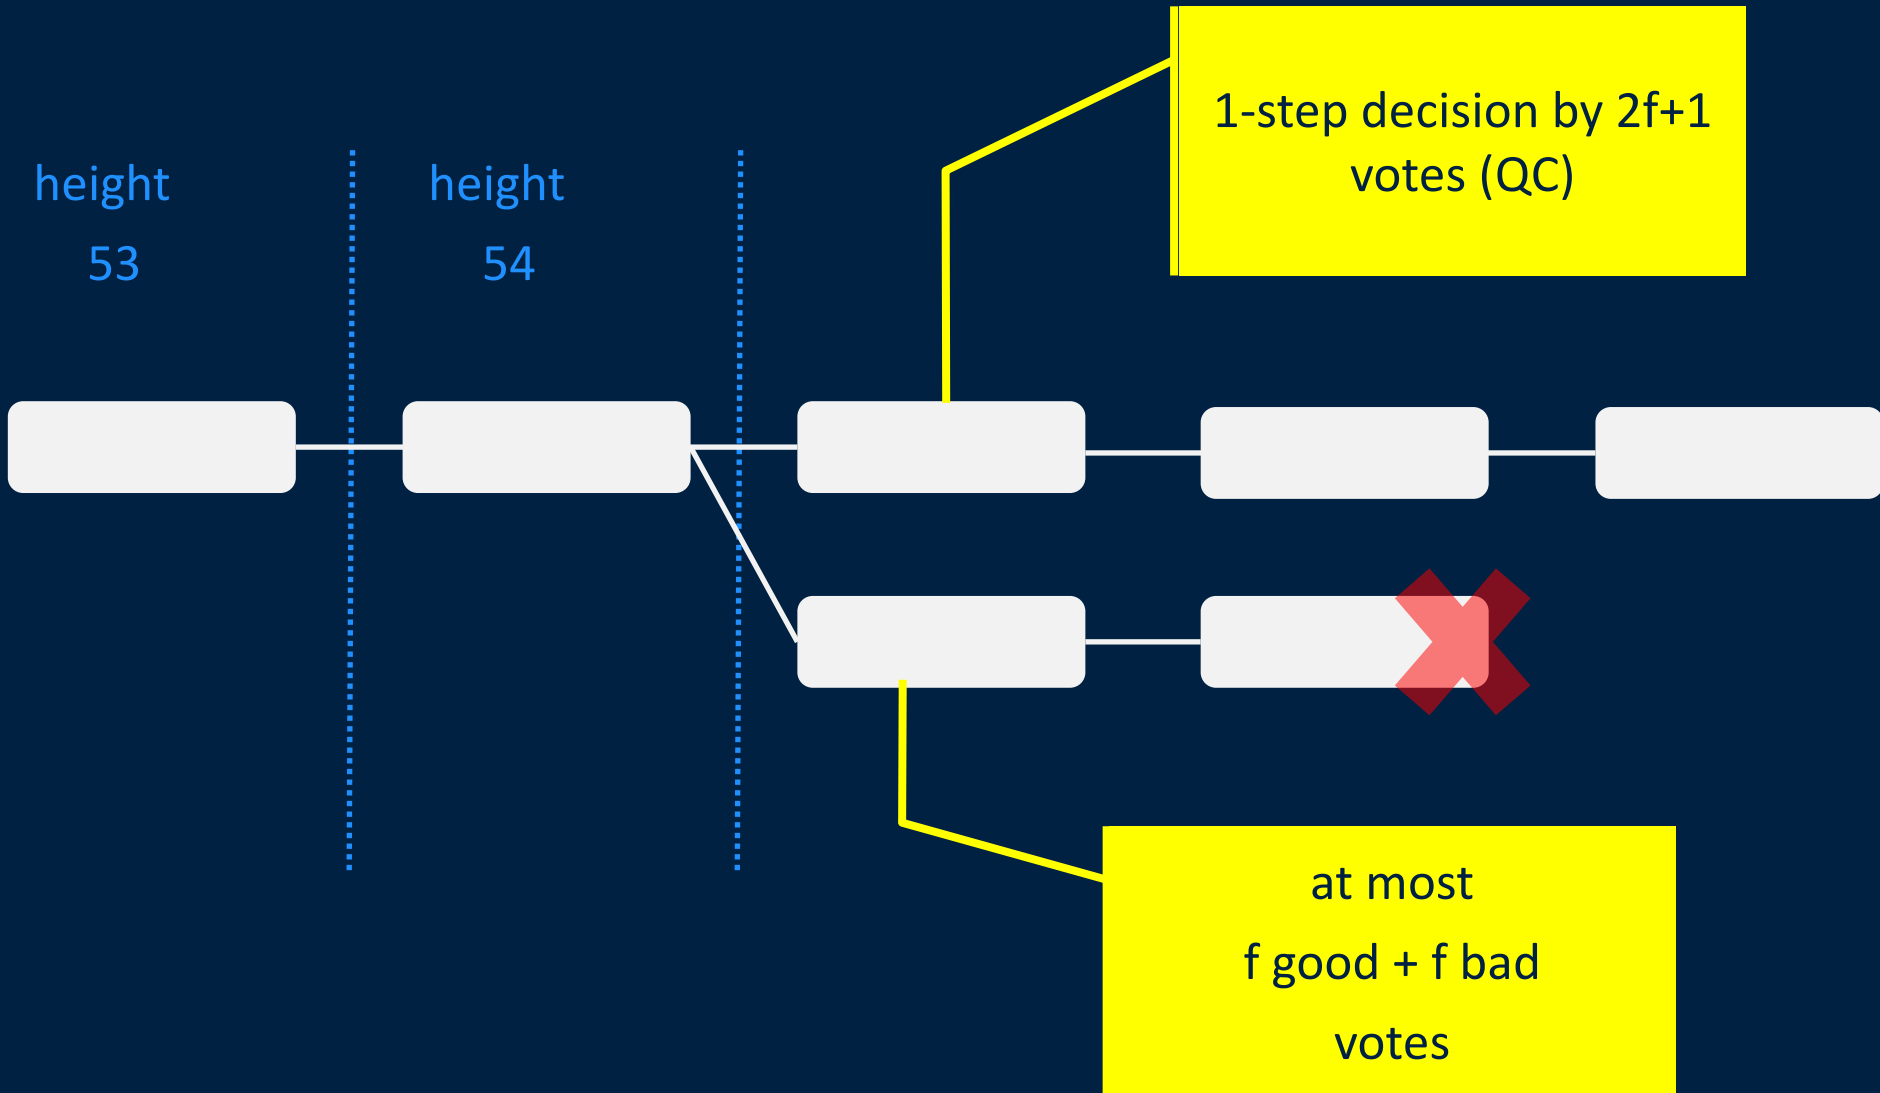 1-step decision by 2f+1
votes (QC)
height
53
height
54
at most
f good + f bad
votes